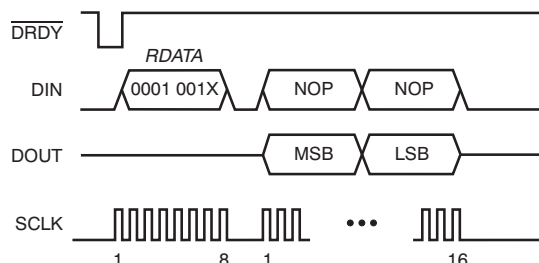 DRDY
RDATA
DIN 0001 001X NOP NOP
DOUT MSB LSB
SCLK •••
1 8 1 16